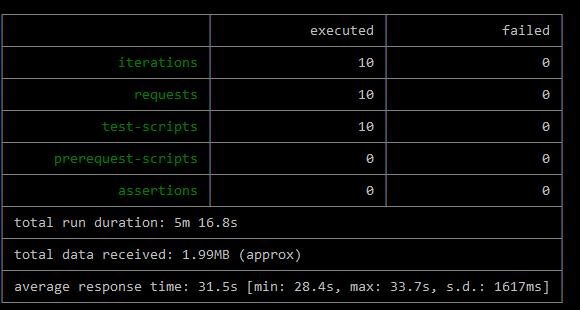 executed failed
iterations 10 0
requests 10 0
test-scripts 10 0
prerequest-scripts 0 0
assertions 0 0
total run duration: 5m 16.8s
total data received: 1.99MB (approx)
average response time: 31.5s [min: 28.4s, max: 33.7s, s.d.: 1617ms]